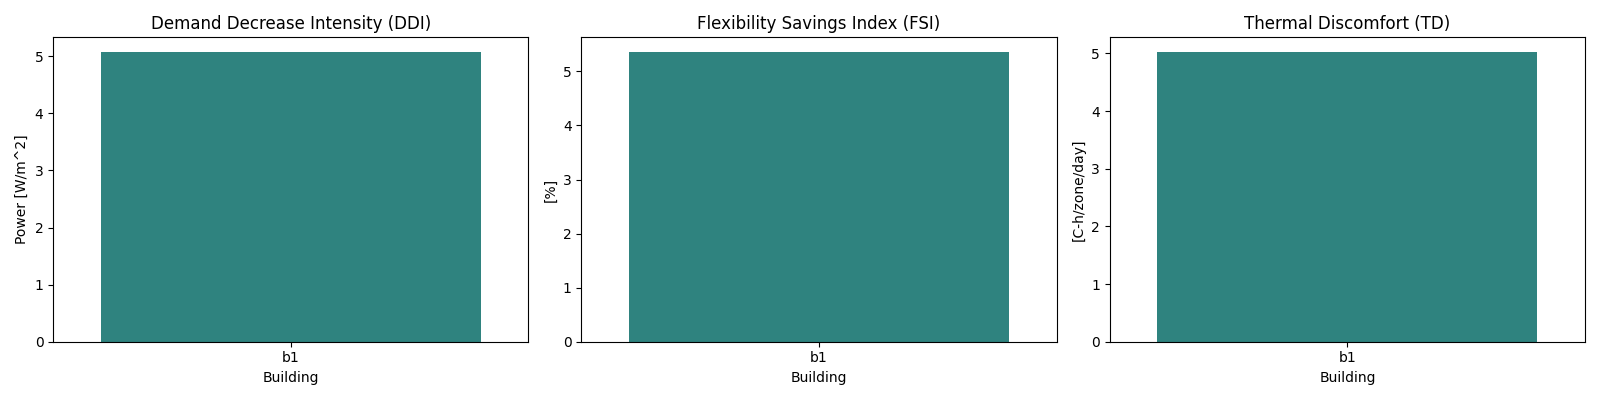 Demand Decrease Intensity (DDI)
Power [W/m^2]
5
4
3
2
1
0
b1
Building
Flexibility Savings Index (FSI)
[%]
5
4
3
2
1
0
b1
Building
Thermal Discomfort (TD)
[C-h/zone/day]
5
4
3
2
1
0
b1
Building